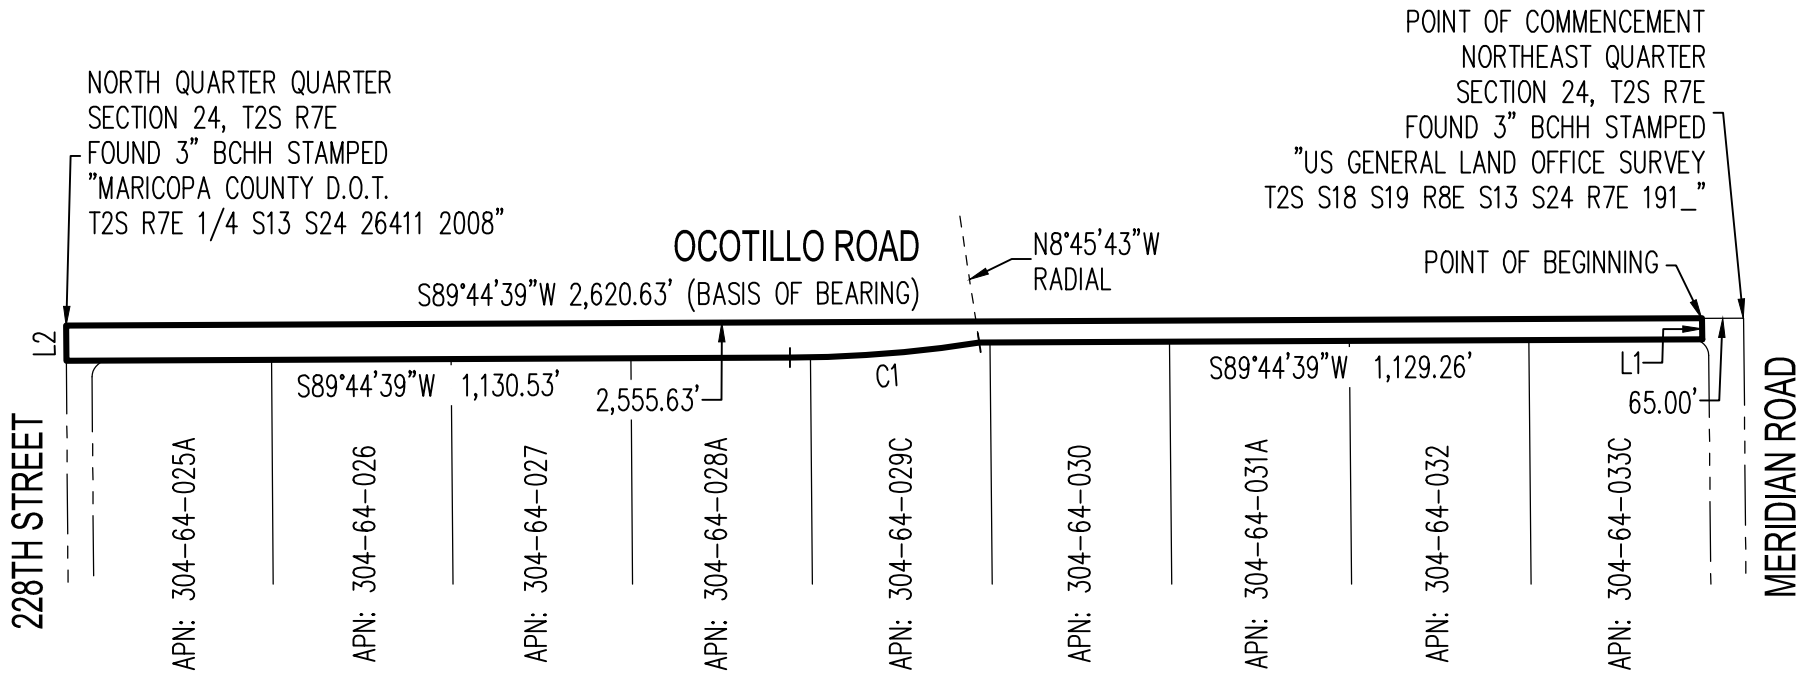 POINT OF COMMENCEMENT
NORTHEAST QUARTER
SECTION 24, T2S R7E
FOUND 3" BCHH STAMPED
"US GENERAL LAND OFFICE SURVEY
T2S S18 S19 R8E S13 S24 R7E 191_"
NORTH QUARTER QUARTER
SECTION 24, T2S R7E
FOUND 3" BCHH STAMPED
"MARICOPA COUNTY D.O.T.
T2S R7E 1/4 S13 S24 26411 2008"
OCOTILLO ROAD
S89°44'39"W 2,620.63' (BASIS OF BEARING)
N8°45'43"W
RADIAL
POINT OF BEGINNING
L2
S89°44'39"W 1,130.53'
2,555.63'
C1
S89°44'39"W 1,129.26'
L1
65.00'
228TH STREET
APN: 304-64-025A
APN: 304-64-026
APN: 304-64-027
APN: 304-64-028A
APN: 304-64-029C
APN: 304-64-030
APN: 304-64-031A
APN: 304-64-032
APN: 304-64-033C
MERIDIAN ROAD